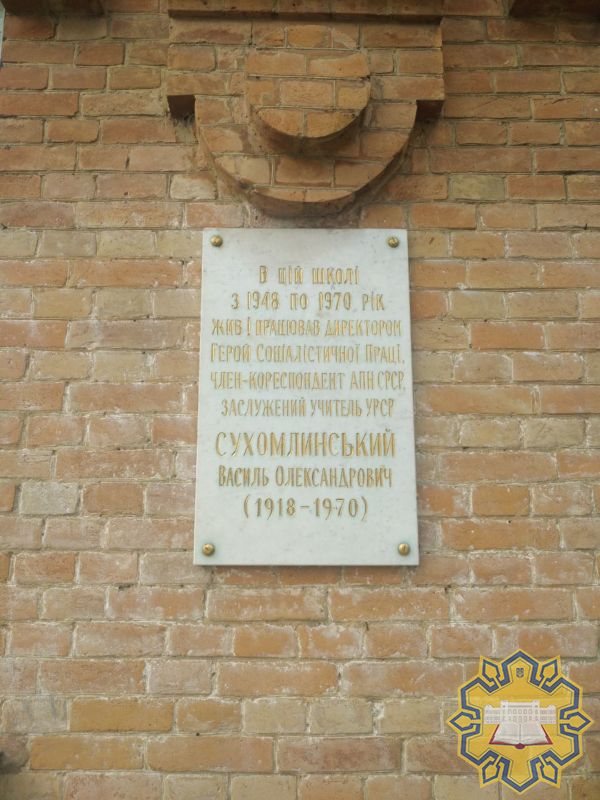 В цій школі
з 1948 по 1970 рік
жив і працював директором
Герой Соціалістичної Праці,
член-кореспондент АПН СРСР,
заслужений учитель УРСР
СУХОМЛИНСЬКИЙ
Василь Олександрович
(1918-1970)